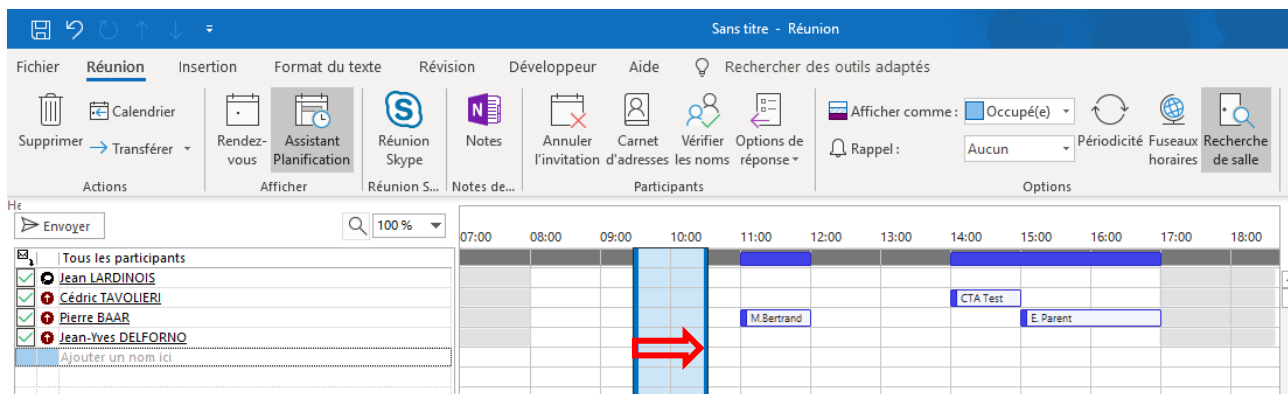 Sans titre - Réunion
Fichier Réunion Insertion Format du texte Révision Développeur Aide Rechercher des outils adaptés
Calendrier Afficher comme : Occupé(e)
Supprimer Transférer Rendez-vous Assistant Planification Réunion Skype Notes Annuler l'invitation Carnet d'adresses Vérifier les noms Options de réponse Rappel : Aucun Périodicité Fuseaux horaires Recherche de salle
Actions Afficher Réunion S... Notes de... Participants Options
Envoyer 100 % 07:00 08:00 09:00 10:00 11:00 12:00 13:00 14:00 15:00 16:00 17:00 18:00
Tous les participants
Jean LARDINOIS
Cédric TAVOLIERI CTA Test
Pierre BAAR M.Bertrand E. Parent
Jean-Yves DELFORNO
Ajouter un nom ici